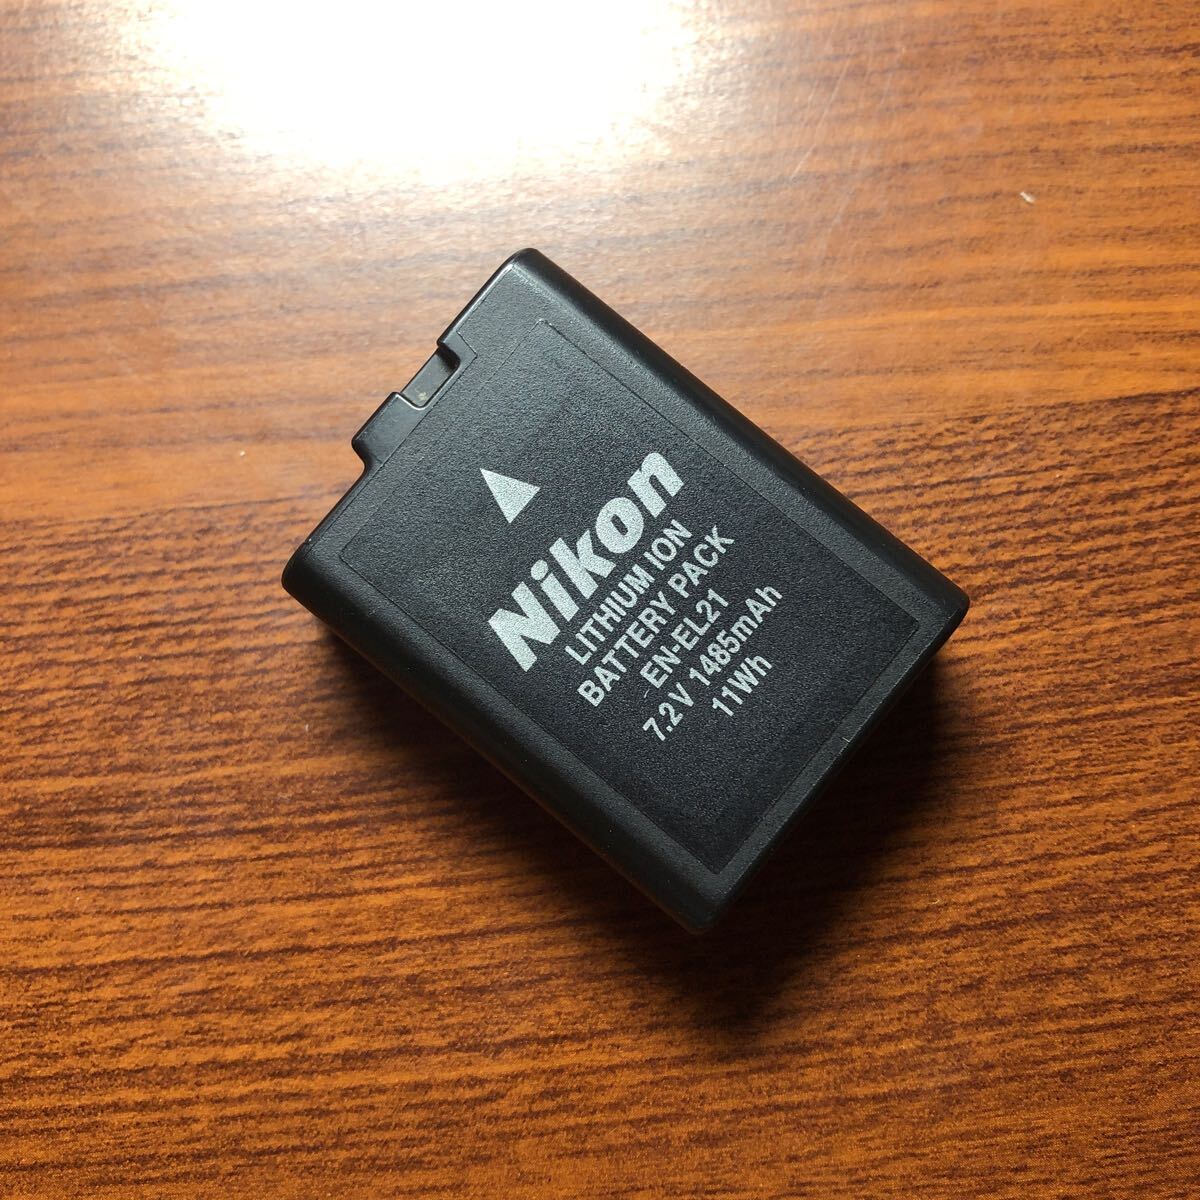 Nikon
LITHIUM ION
BATTERY PACK
EN-EL21
7.2V 1485mAh
11Wh